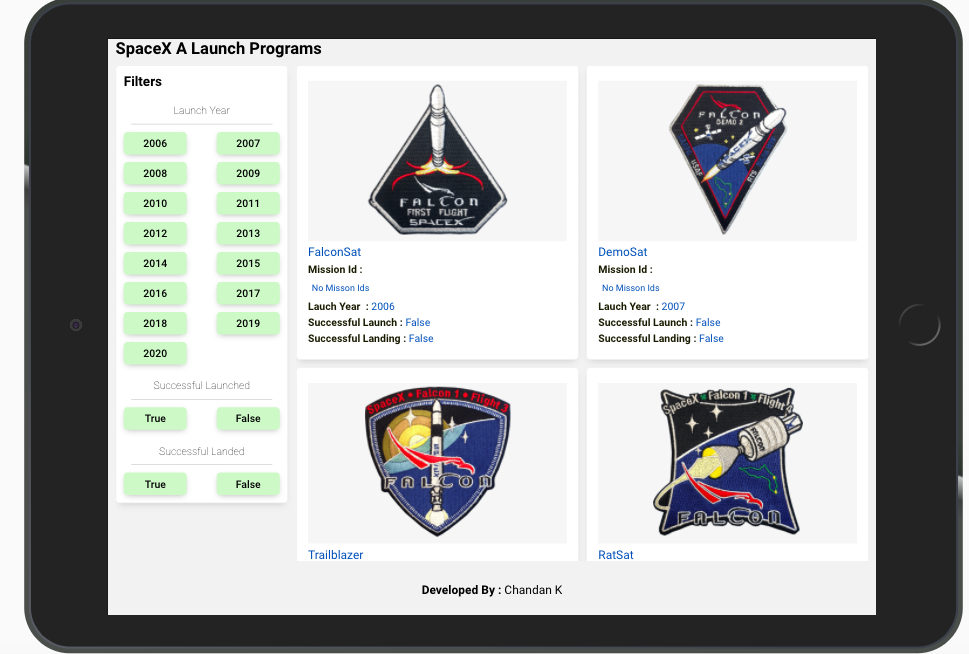 SpaceX A Launch Programs
Filters
Launch Year
2006 2007
2008 2009
2010 2011
2012 2013
2014 2015
2016 2017
2018 2019
2020
Successful Launched
True False
Successful Landed
True False
FALCON
FIRST FLIGHT
SPACEX
FalconSat
Mission Id :
No Misson Ids
Lauch Year : 2006
Successful Launch : False
Successful Landing : False
FALCON
DEMO 2
SPACEX
DemoSat
Mission Id :
No Misson Ids
Lauch Year : 2007
Successful Launch : False
Successful Landing : False
SpaceX • Falcon 1 • Flight 3
FALCON
Trailblazer
SpaceX Falcon 1 Flight 4
FALCON
RatSat
Developed By : Chandan K